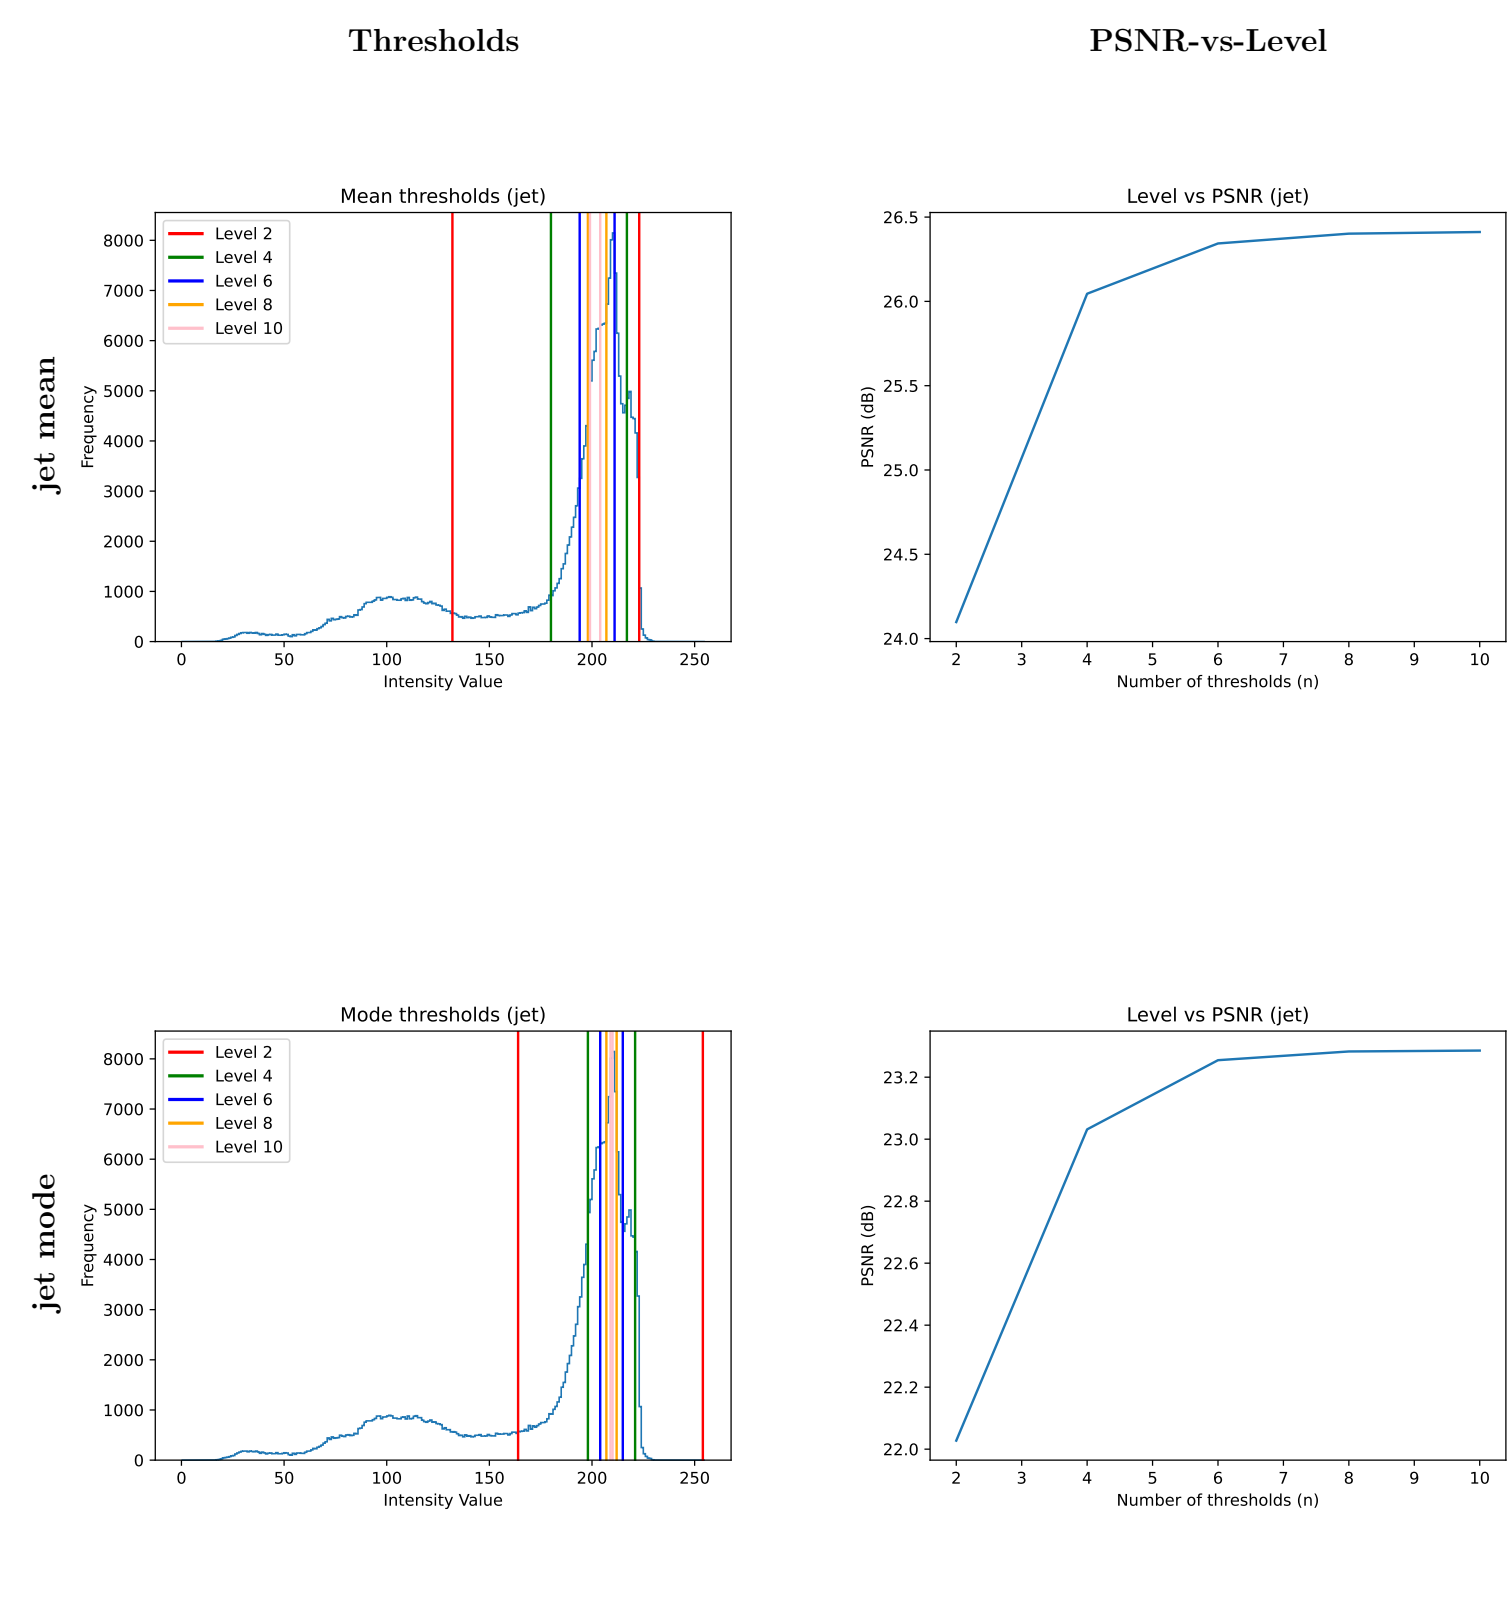 Thresholds
PSNR-vs-Level
jet mean
Mean thresholds (jet)
Level 2
Level 4
Level 6
Level 8
Level 10
Frequency
8000
7000
6000
5000
4000
3000
2000
1000
0
0 50 100 150 200 250
Intensity Value
Level vs PSNR (jet)
PSNR (dB)
26.5
26.0
25.5
25.0
24.5
24.0
2 3 4 5 6 7 8 9 10
Number of thresholds (n)
jet mode
Mode thresholds (jet)
Level 2
Level 4
Level 6
Level 8
Level 10
Frequency
8000
7000
6000
5000
4000
3000
2000
1000
0
0 50 100 150 200 250
Intensity Value
Level vs PSNR (jet)
PSNR (dB)
23.2
23.0
22.8
22.6
22.4
22.2
22.0
2 3 4 5 6 7 8 9 10
Number of thresholds (n)